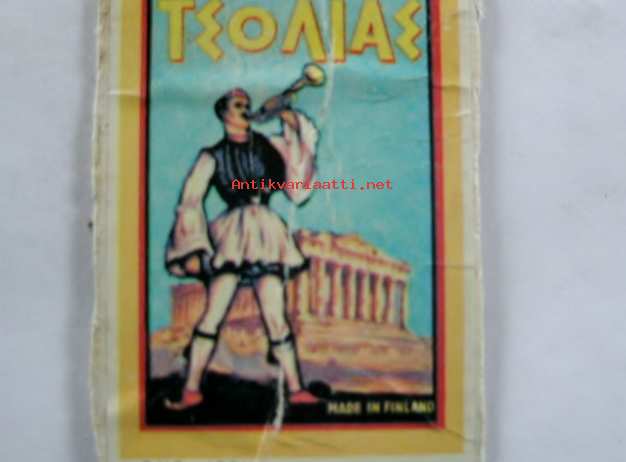 ΤΣΟΛΙΑΣ
Antikvariaatti.net
MADE IN FINLAND